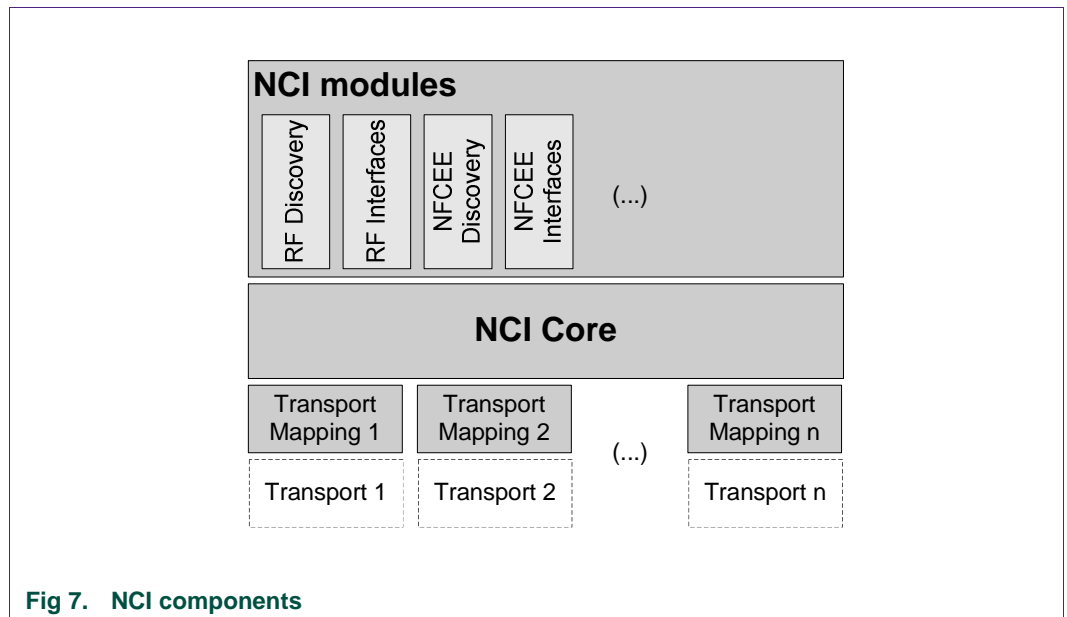 NCI modules
RF Discovery
RF Interfaces
NFCEE
Discovery
NFCEE
Interfaces
(...)
NCI Core
Transport
Mapping 1
Transport
Mapping 2
(...)
Transport
Mapping n
Transport 1
Transport 2
Transport n
Fig 7. NCI components